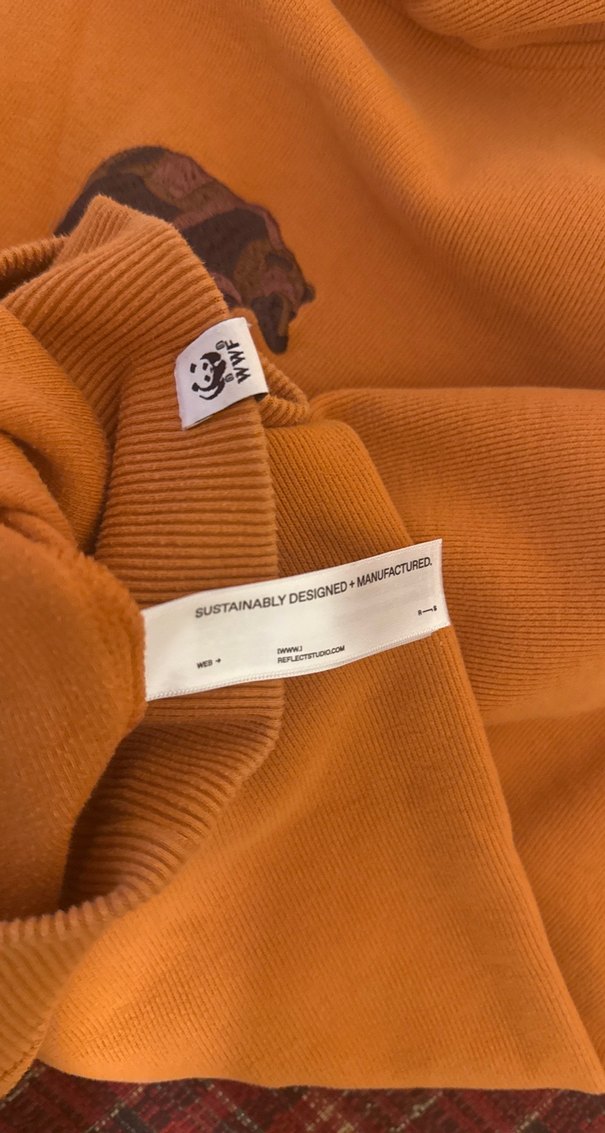 WWF
SUSTAINABLY DESIGNED + MANUFACTURED.
R—S
WEB → [WWW.]
REFLECTSTUDIO.COM